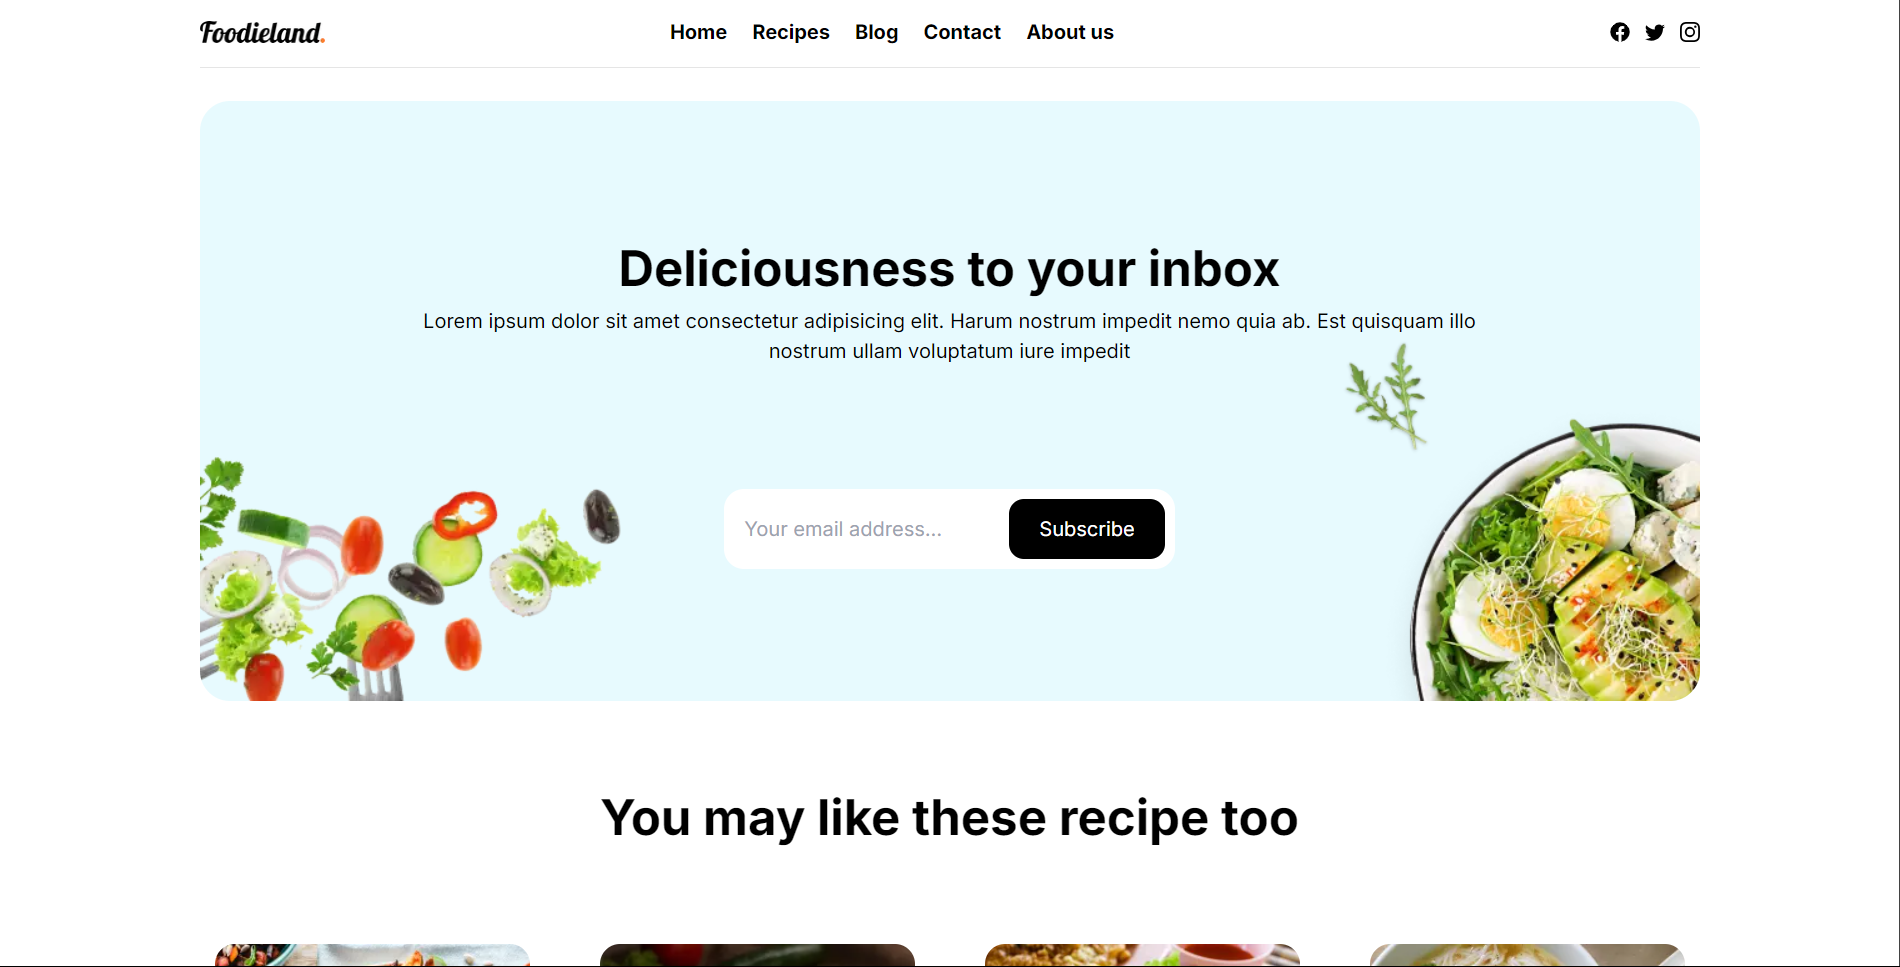 Foodieland.
Home Recipes Blog Contact About us
Deliciousness to your inbox
Lorem ipsum dolor sit amet consectetur adipisicing elit. Harum nostrum impedit nemo quia ab. Est quisquam illo
nostrum ullam voluptatum iure impedit
Your email address...
Subscribe
You may like these recipe too